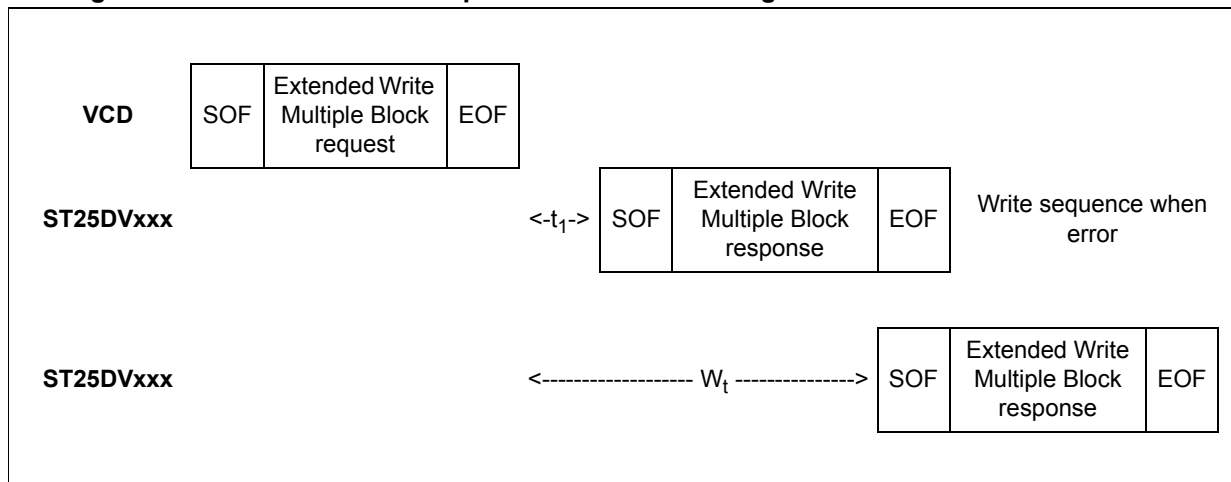 VCD
SOF
Extended Write
Multiple Block
request
EOF
ST25DVxxx
<-t1->
SOF
Extended Write
Multiple Block
response
EOF
Write sequence when
error
ST25DVxxx
<------------------- Wt --------------->
SOF
Extended Write
Multiple Block
response
EOF